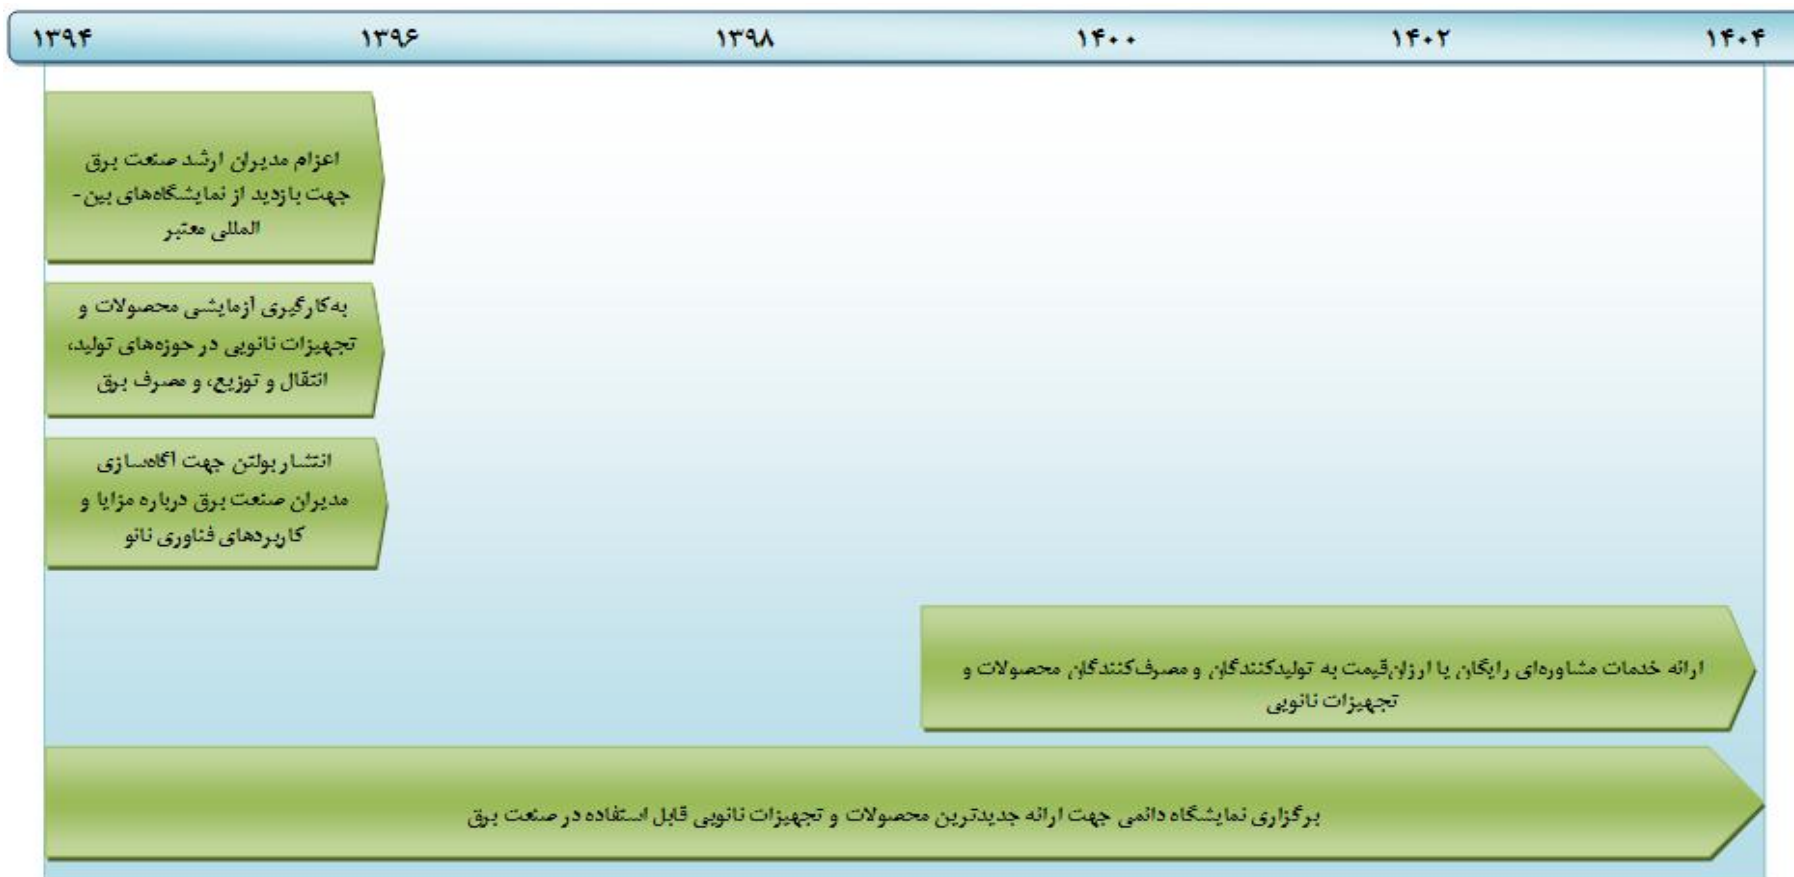 ۱۳۹۴ ۱۳۹۶ ۱۳۹۸ ۱۴۰۰ ۱۴۰۲ ۱۴۰۴
اعزام مدیران ارشد صنعت برق
جهت بازدید از نمایشگاه‌های بین-
المللی معتبر
به‌کارگیری آزمایشی محصولات و
تجهیزات نانویی در حوزه‌های تولید،
انتقال و توزیع، و مصرف برق
انتشار بولتن جهت آگاه‌سازی
مدیران صنعت برق درباره مزایا و
کاربردهای فناوری نانو
ارائه خدمات مشاوره‌ای رایگان یا ارزان‌قیمت به تولیدکنندگان و مصرف‌کنندگان محصولات و
تجهیزات نانویی
برگزاری نمایشگاه دائمی جهت ارائه جدیدترین محصولات و تجهیزات نانویی قابل استفاده در صنعت برق